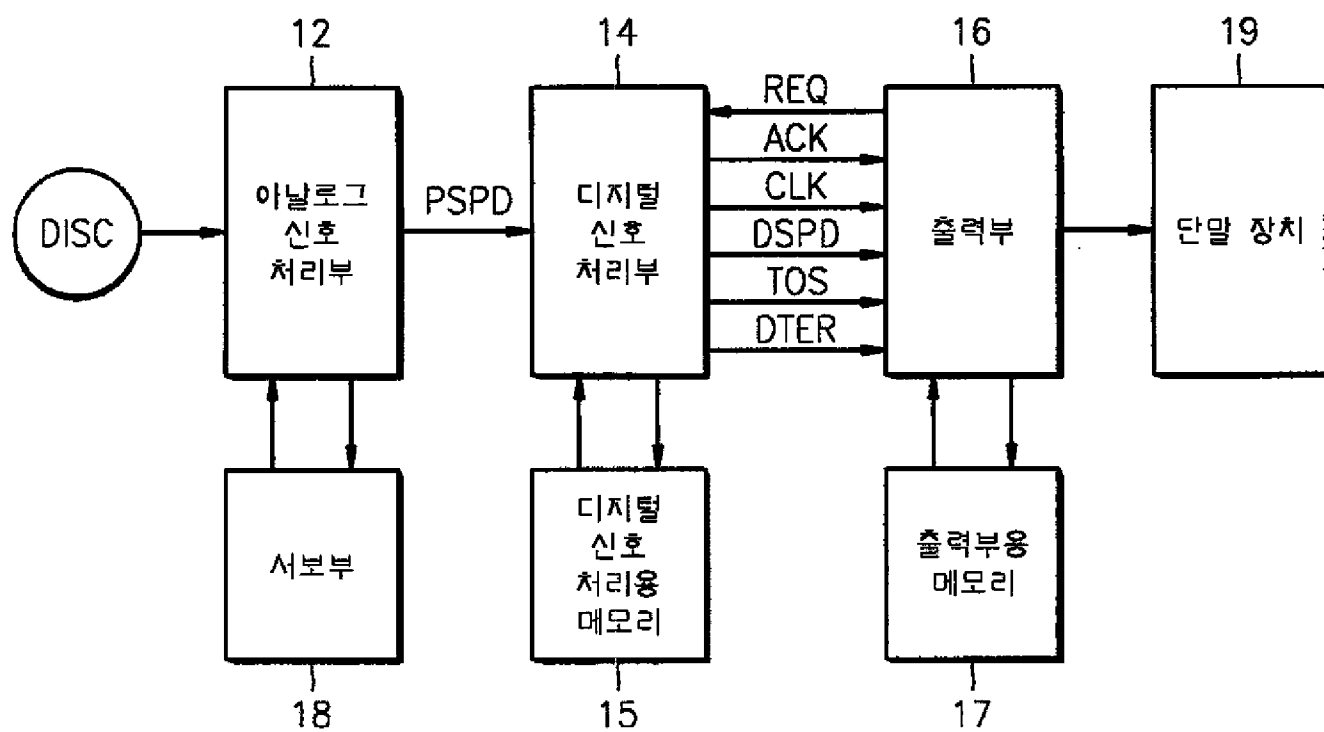 12
14
16
19
DISC
아날로그
신호
처리부
PSPD
디지털
신호
처리부
REQ
ACK
CLK
DSPD
TOS
DTER
출력부
단말 장치
서보부
디지털
신호
처리용
메모리
출력부용
메모리
18
15
17